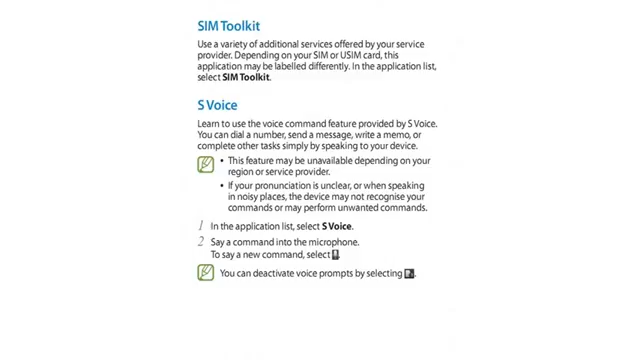 SIM Toolkit
Use a variety of additional services offered by your service
provider. Depending on your SIM or USIM card, this
application may be labelled differently. In the application list,
select SIM Toolkit.
S Voice
Learn to use the voice command feature provided by S Voice.
You can dial a number, send a message, write a memo, or
complete other tasks simply by speaking to your device.
• This feature may be unavailable depending on your
region or service provider.
• If your pronunciation is unclear, or when speaking
in noisy places, the device may not recognise your
commands or may perform unwanted commands.
1 In the application list, select S Voice.
2 Say a command into the microphone.
To say a new command, select .
You can deactivate voice prompts by selecting .